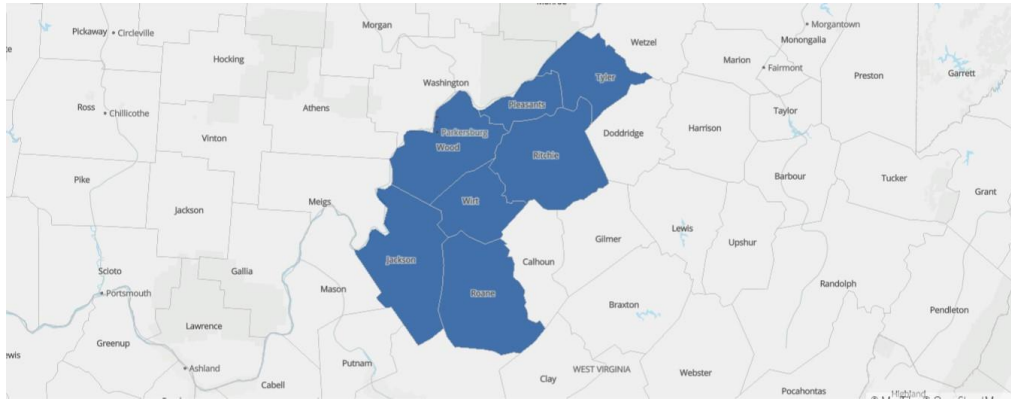 Morgan
Morgantown
Pickaway
Circleville
Wetzel
Monongalia
Hocking
Marion
Fairmont
Preston
Garrett
Washington
Tyler
Ross
Chillicothe
Athens
Pleasants
Taylor
Vinton
Parkersburg
Wood
Doddridge
Harrison
Ritchie
Pike
Barbour
Tucker
Grant
Jackson
Meigs
Wirt
Lewis
Upshur
Gilmer
Jackson
Calhoun
Scioto
Gallia
Portsmouth
Mason
Roane
Randolph
Braxton
Pendleton
Lawrence
Greenup
ewis
Ashland
Putnam
Cabell
Clay
WEST VIRGINIA
Webster
Pocahontas
Highland